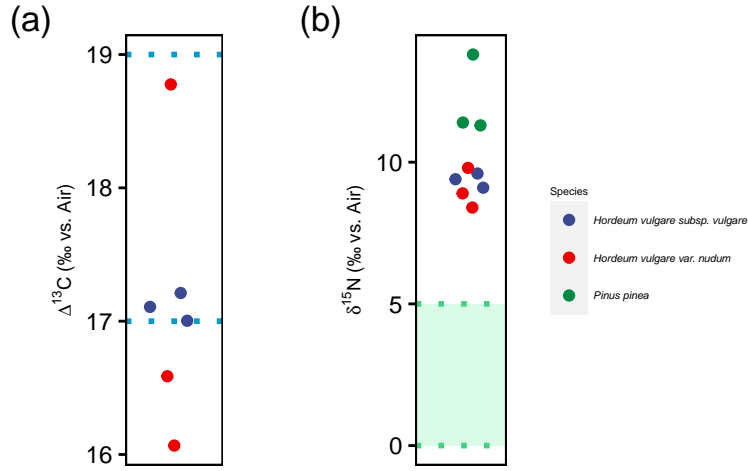 (a)
19
18
17
16
Δ¹³C (‰ vs. Air)
(b)
10
5
0
δ¹⁵N (‰ vs. Air)
Species
Hordeum vulgare subsp. vulgare
Hordeum vulgare var. nudum
Pinus pinea